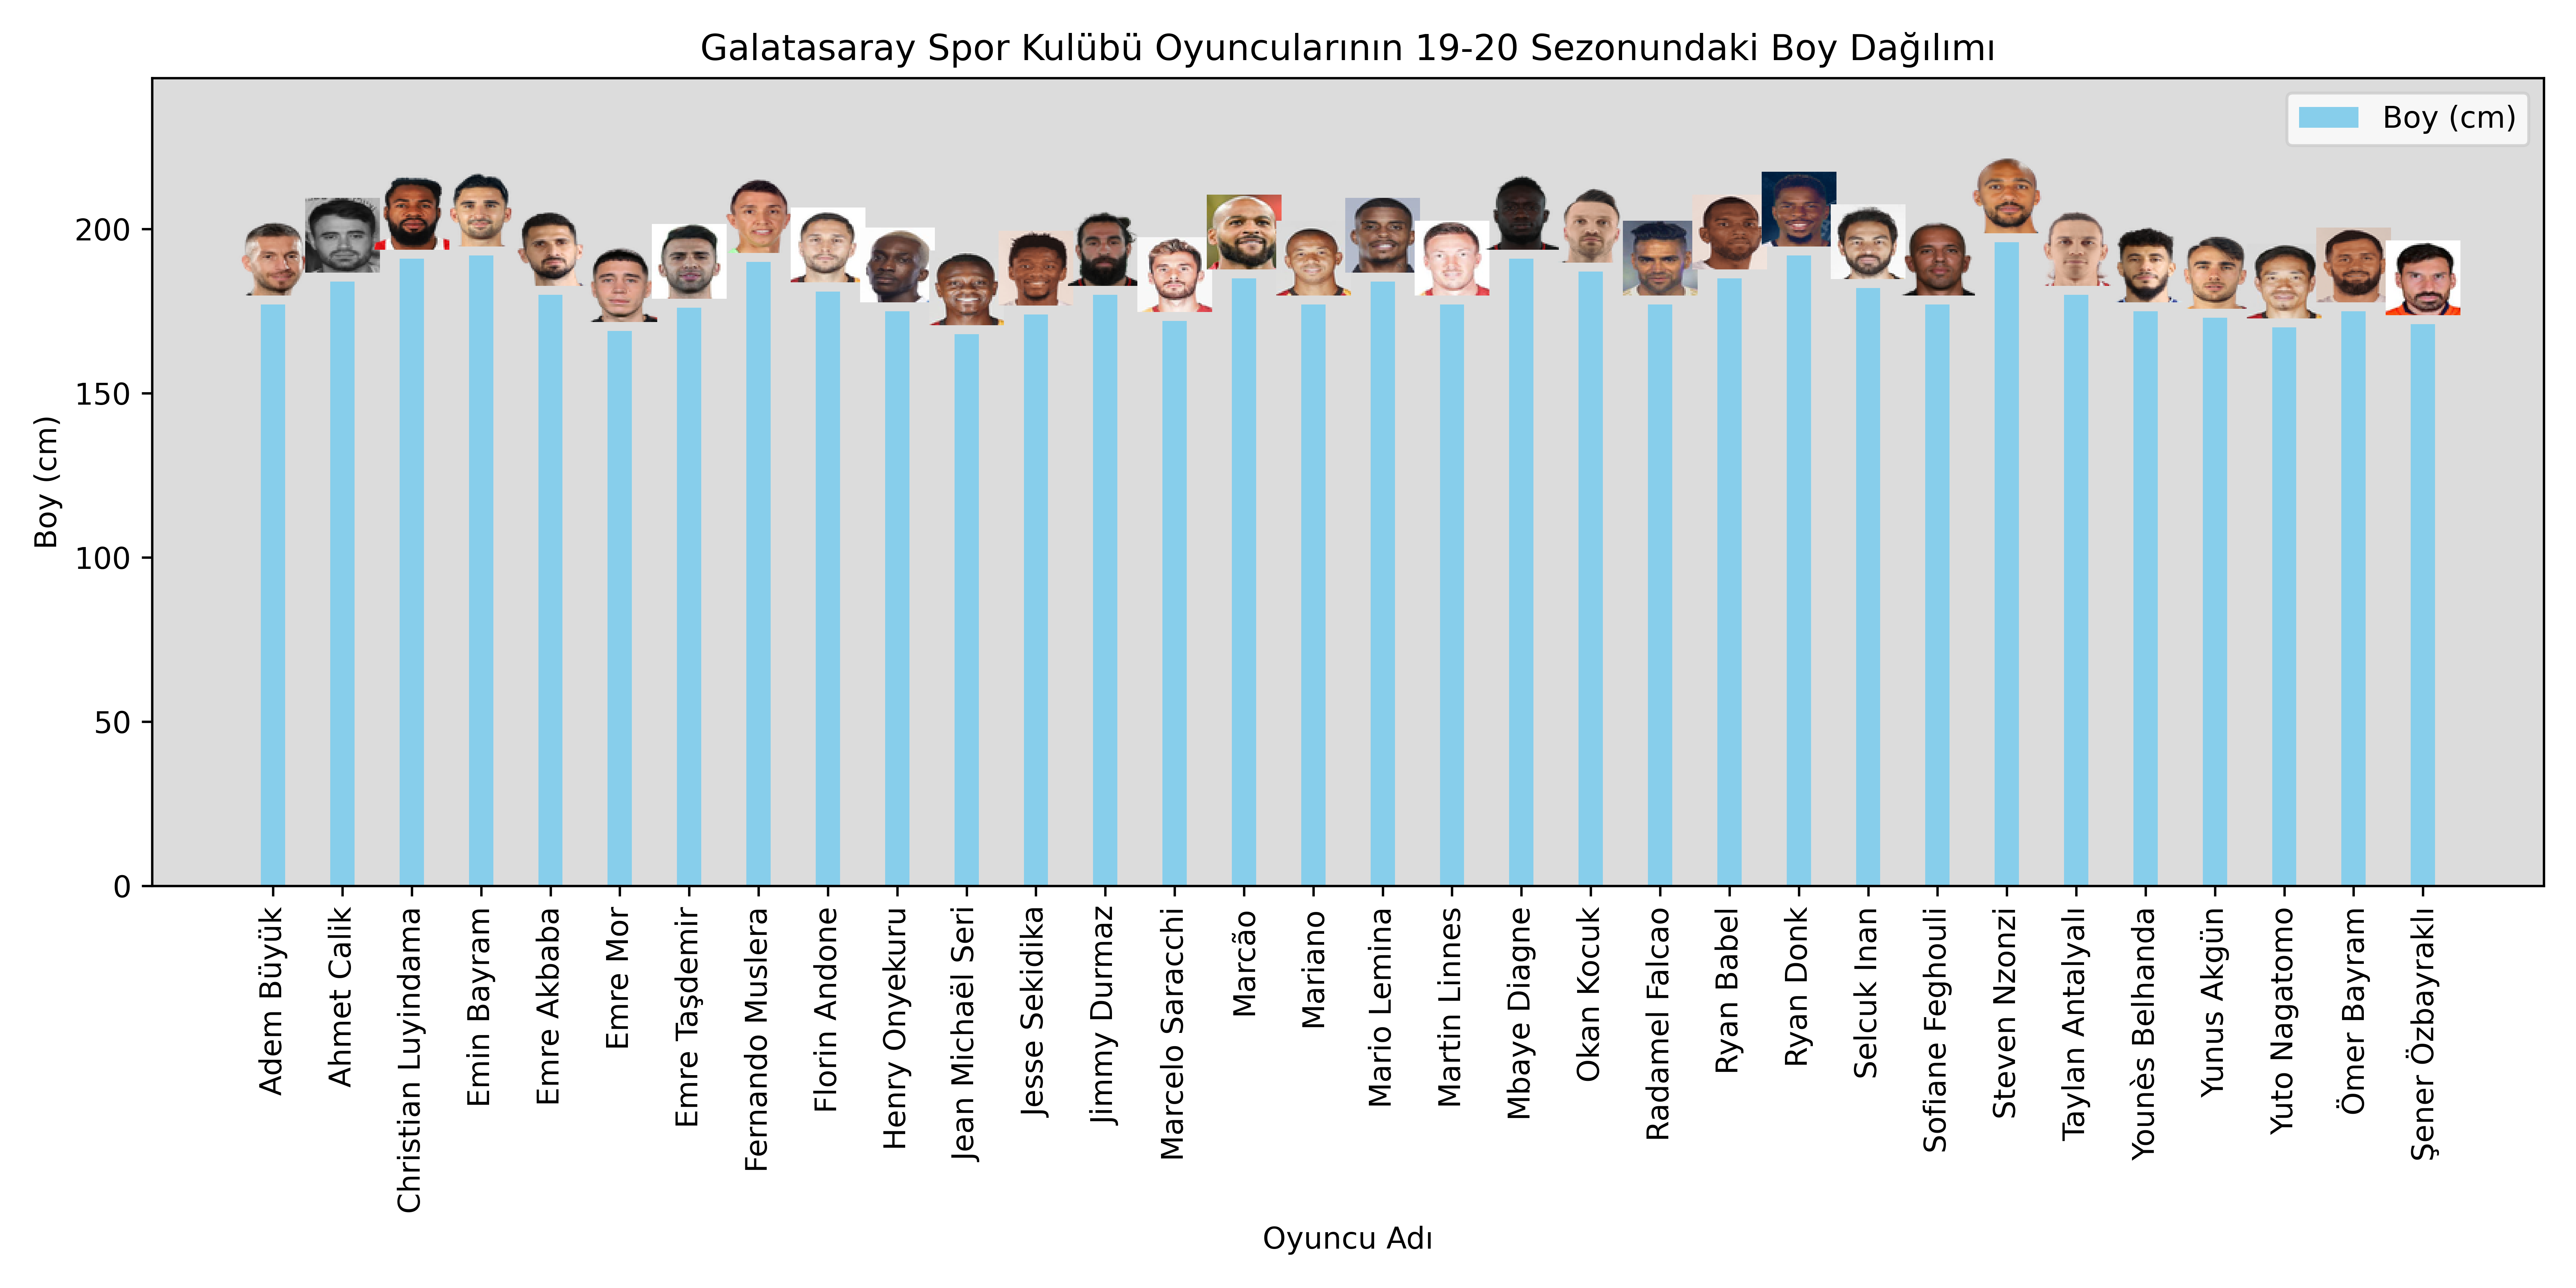 Galatasaray Spor Kulübü Oyuncularının 19-20 Sezonundaki Boy Dağılımı
Boy (cm)
Boy (cm)
200
150
100
50
0
Adem Büyük
Ahmet Calik
Christian Luyindama
Emin Bayram
Emre Akbaba
Emre Mor
Emre Taşdemir
Fernando Muslera
Florin Andone
Henry Onyekuru
Jean Michaël Seri
Jesse Sekidika
Jimmy Durmaz
Marcelo Saracchi
Marcão
Mariano
Mario Lemina
Martin Linnes
Mbaye Diagne
Okan Kocuk
Radamel Falcao
Ryan Babel
Ryan Donk
Selcuk Inan
Sofiane Feghouli
Steven Nzonzi
Taylan Antalyalı
Younès Belhanda
Yunus Akgün
Yuto Nagatomo
Ömer Bayram
Şener Özbayraklı
Oyuncu Adı